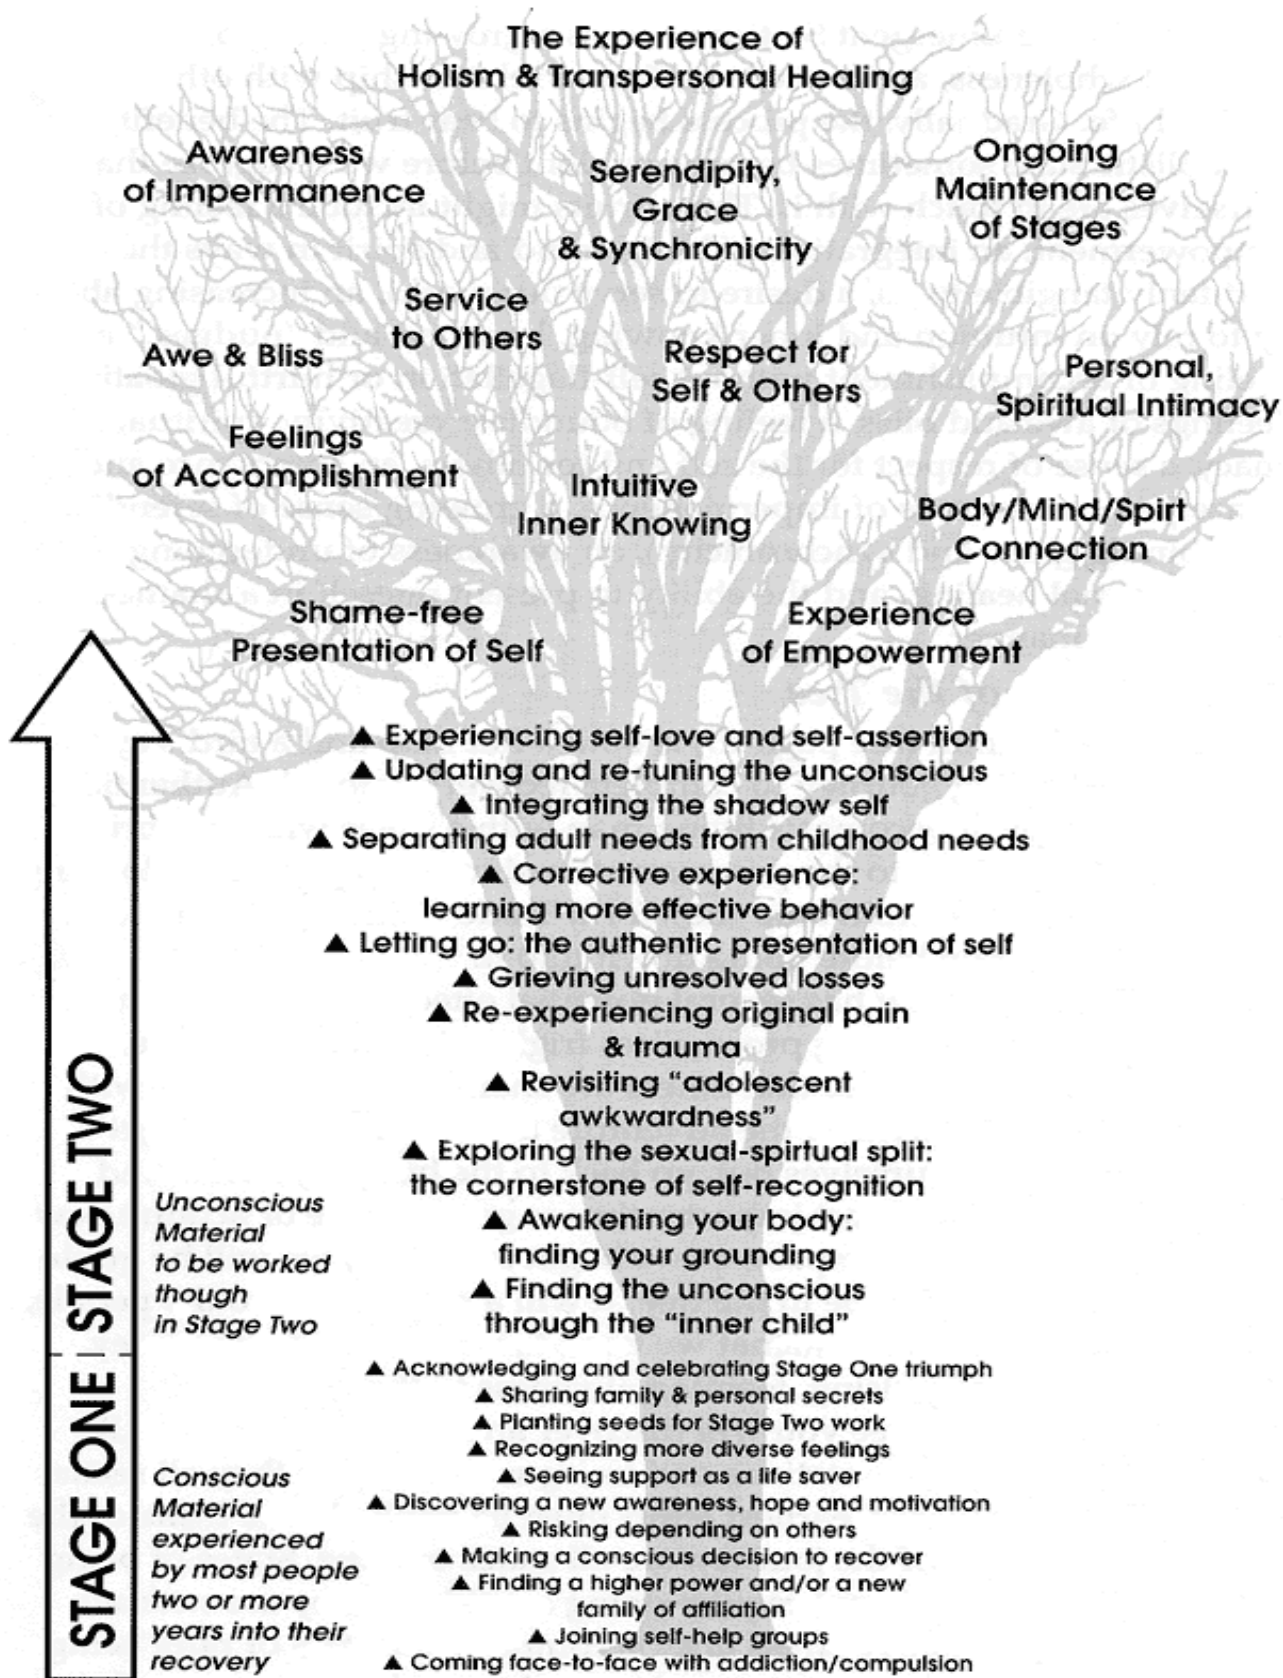 The Experience of
Holism & Transpersonal Healing
Awareness
of Impermanence
Serendipity,
Grace
& Synchronicity
Ongoing
Maintenance
of Stages
Service
to Others
Awe & Bliss
Respect for
Self & Others
Personal,
Spiritual Intimacy
Feelings
of Accomplishment
Intuitive
Inner Knowing
Body/Mind/Spirt
Connection
Shame-free
Presentation of Self
Experience
of Empowerment
▲ Experiencing self-love and self-assertion
▲ Updating and re-tuning the unconscious
▲ Integrating the shadow self
▲ Separating adult needs from childhood needs
▲ Corrective experience:
learning more effective behavior
▲ Letting go: the authentic presentation of self
▲ Grieving unresolved losses
▲ Re-experiencing original pain
& trauma
▲ Revisiting “adolescent
awkwardness”
▲ Exploring the sexual-spirtual split:
the cornerstone of self-recognition
▲ Awakening your body:
finding your grounding
▲ Finding the unconscious
through the “inner child”
STAGE TWO
Unconscious
Material
to be worked
though
in Stage Two
▲ Acknowledging and celebrating Stage One triumph
▲ Sharing family & personal secrets
▲ Planting seeds for Stage Two work
▲ Recognizing more diverse feelings
▲ Seeing support as a life saver
▲ Discovering a new awareness, hope and motivation
▲ Risking depending on others
▲ Making a conscious decision to recover
▲ Finding a higher power and/or a new
family of affiliation
▲ Joining self-help groups
▲ Coming face-to-face with addiction/compulsion
STAGE ONE
Conscious
Material
experienced
by most people
two or more
years into their
recovery